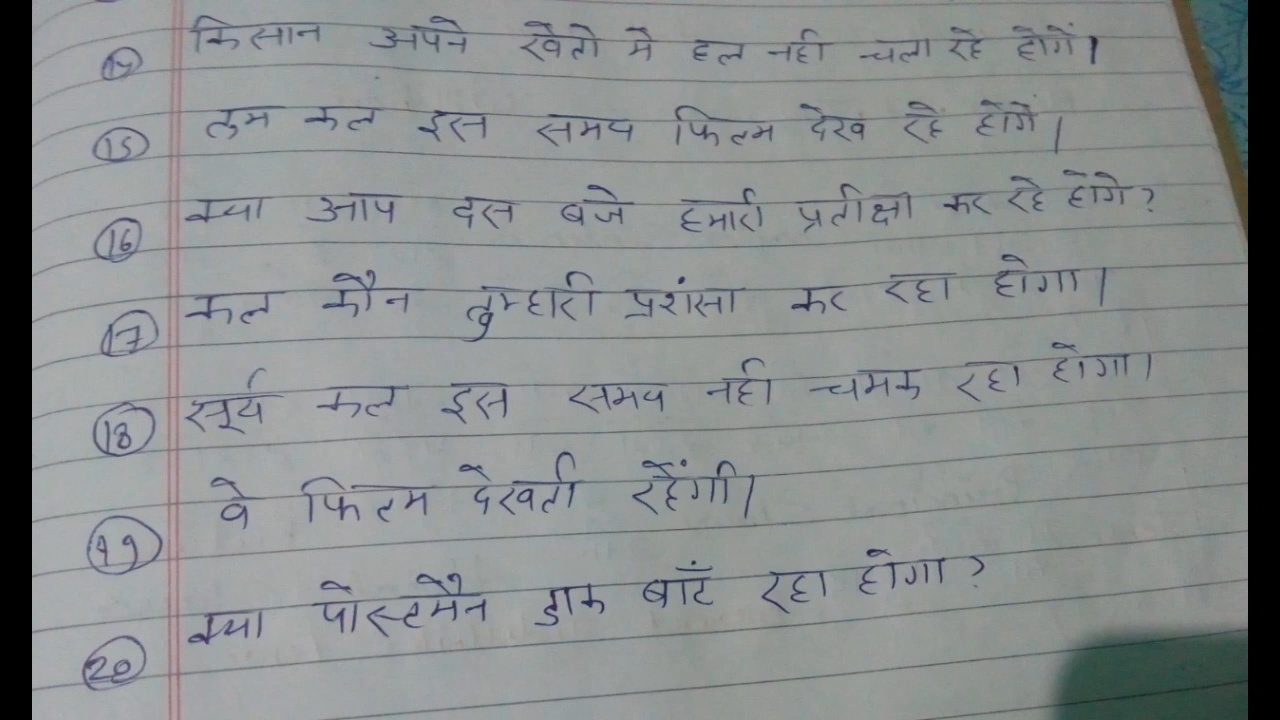 14 किसान अपने खेतो मे हल नही चला रहे होगें।
15 तुम कल इस समय फिल्म देख रहे होगें।
16 क्या आप दस बजे हमारी प्रतीक्षा कर रहे होंगे?
17 कल कौन तुम्हारी प्रशंसा कर रहा होगा।
18 सूर्य कल इस समय नही चमक रहा होगा।
19 वे फिल्म देखती रहेंगी।
20 क्या पोस्टमैन डाक बाँट रहा होगा?